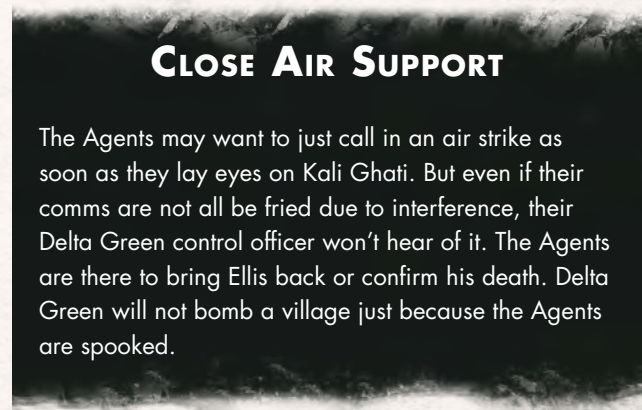 CLOSE AIR SUPPORT
The Agents may want to just call in an air strike as
soon as they lay eyes on Kali Ghati. But even if their
comms are not all be fried due to interference, their
Delta Green control officer won’t hear of it. The Agents
are there to bring Ellis back or confirm his death. Delta
Green will not bomb a village just because the Agents
are spooked.